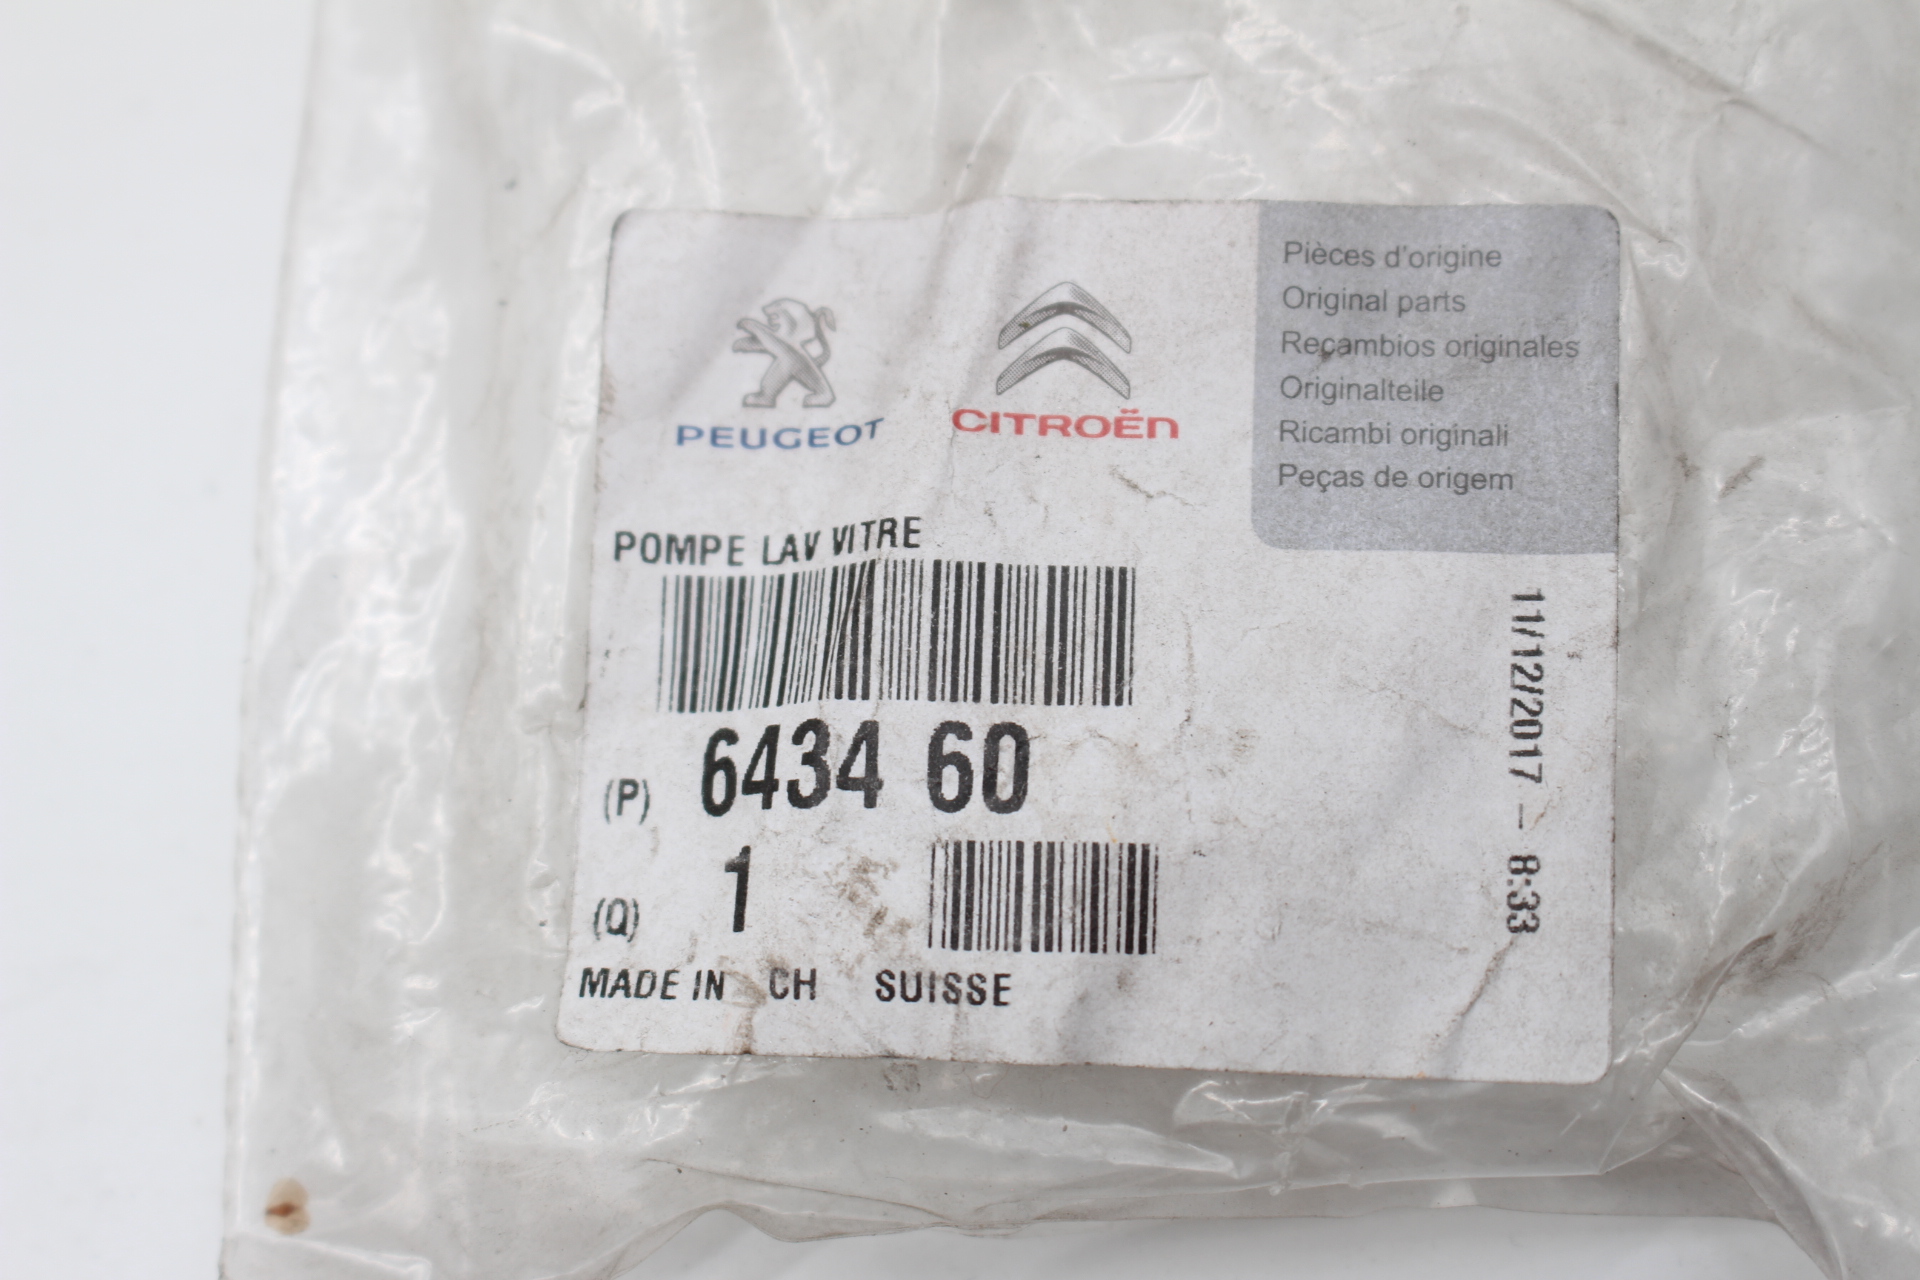 PEUGEOT
CITROËN
Pièces d'origine
Original parts
Recambios originales
Originalteile
Ricambi originali
Peças de origem
POMPE LAV VITRE
(P) 6434 60
(Q) 1
MADE IN CH SUISSE
11/12/2017 - 8:33